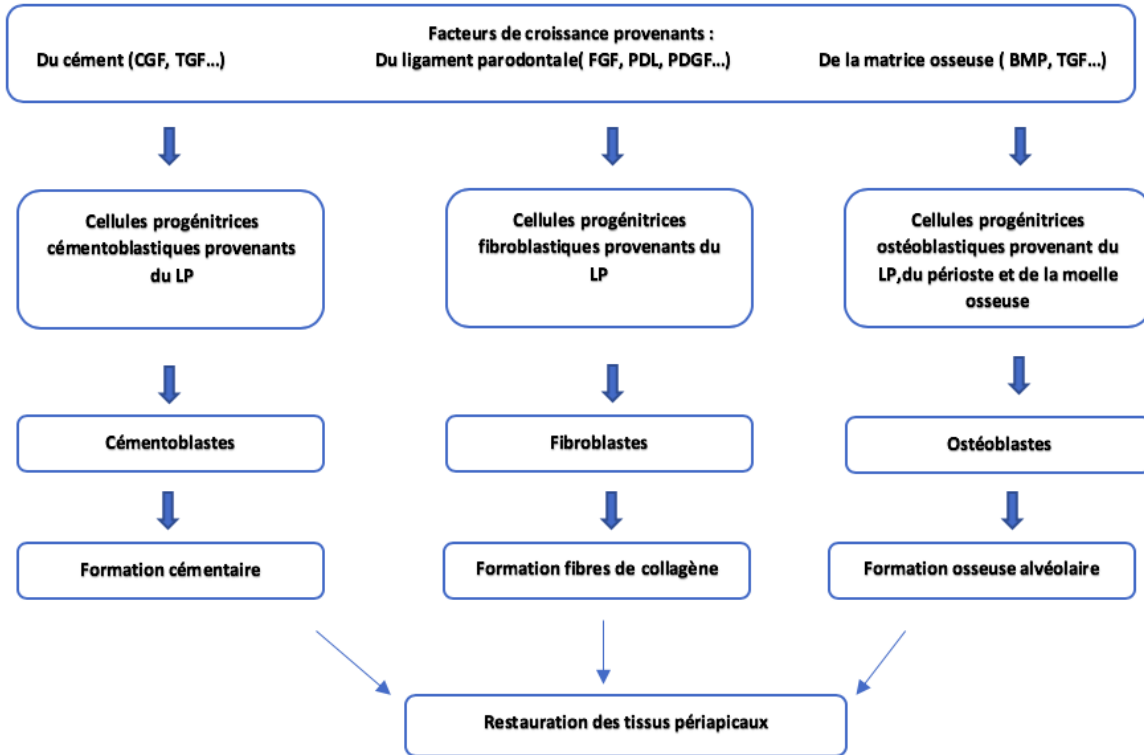 Facteurs de croissance provenants :
Du cément (CGF, TGF...) Du ligament parodontale( FGF, PDL, PDGF...) De la matrice osseuse ( BMP, TGF...)
Cellules progénitrices
cémentoblastiques provenants
du LP
Cellules progénitrices
fibroblastiques provenants du
LP
Cellules progénitrices
ostéoblastiques provenant du
LP,du périoste et de la moelle
osseuse
Cémentoblastes
Fibroblastes
Ostéoblastes
Formation cémentaire
Formation fibres de collagène
Formation osseuse alvéolaire
Restauration des tissus périapicaux